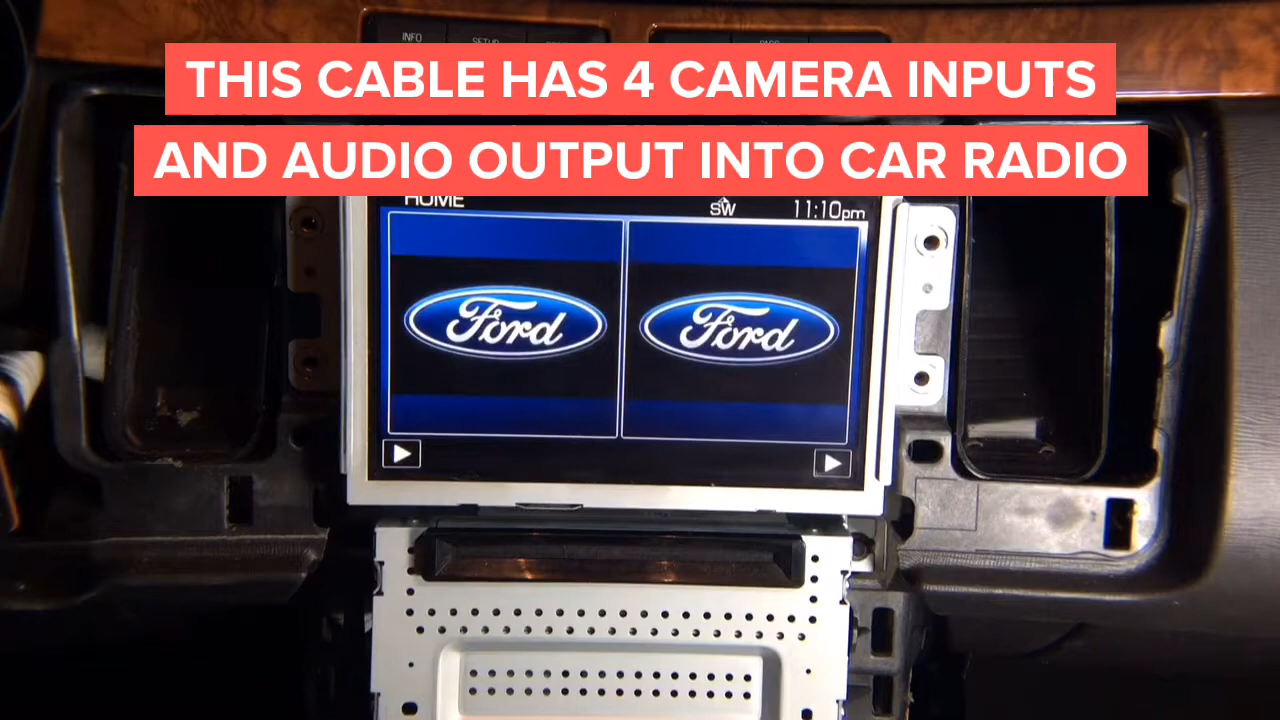 INFO
THIS CABLE HAS 4 CAMERA INPUTS
AND AUDIO OUTPUT INTO CAR RADIO
HOME SW 11:10pm
Ford Ford